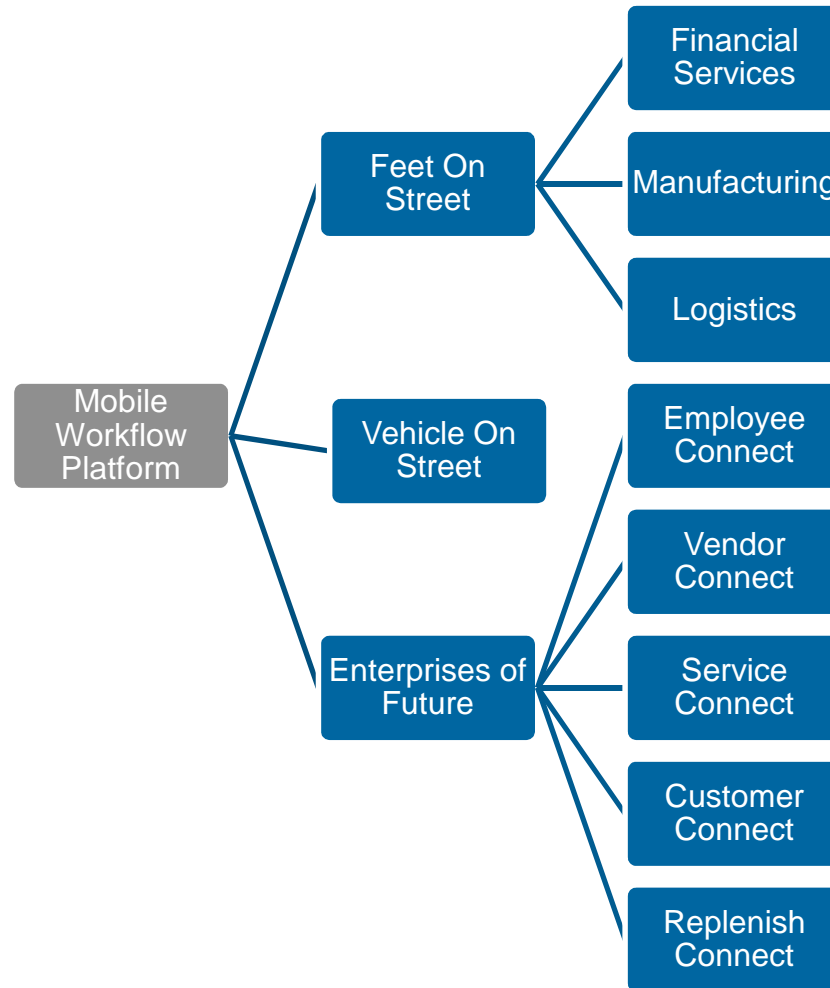 Financial
Services
Feet On
Street
Manufacturing
Logistics
Mobile
Workflow
Platform
Vehicle On
Street
Employee
Connect
Vendor
Connect
Enterprises of
Future
Service
Connect
Customer
Connect
Replenish
Connect